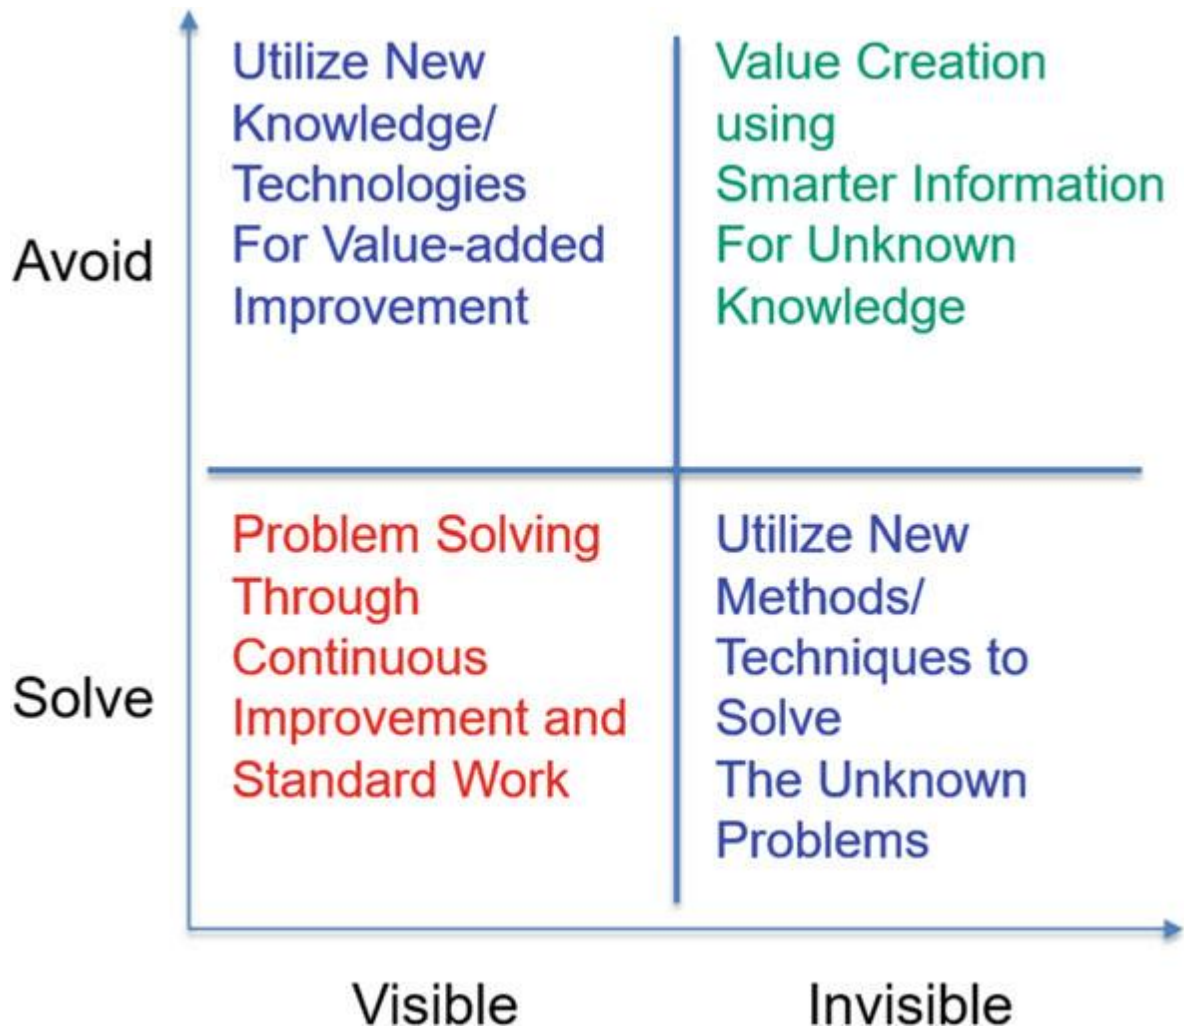 Utilize New
Knowledge/
Technologies
For Value-added
Improvement
Value Creation
using
Smarter Information
For Unknown
Knowledge
Avoid
Problem Solving
Through
Continuous
Improvement and
Standard Work
Utilize New
Methods/
Techniques to
Solve
The Unknown
Problems
Solve
Visible
Invisible